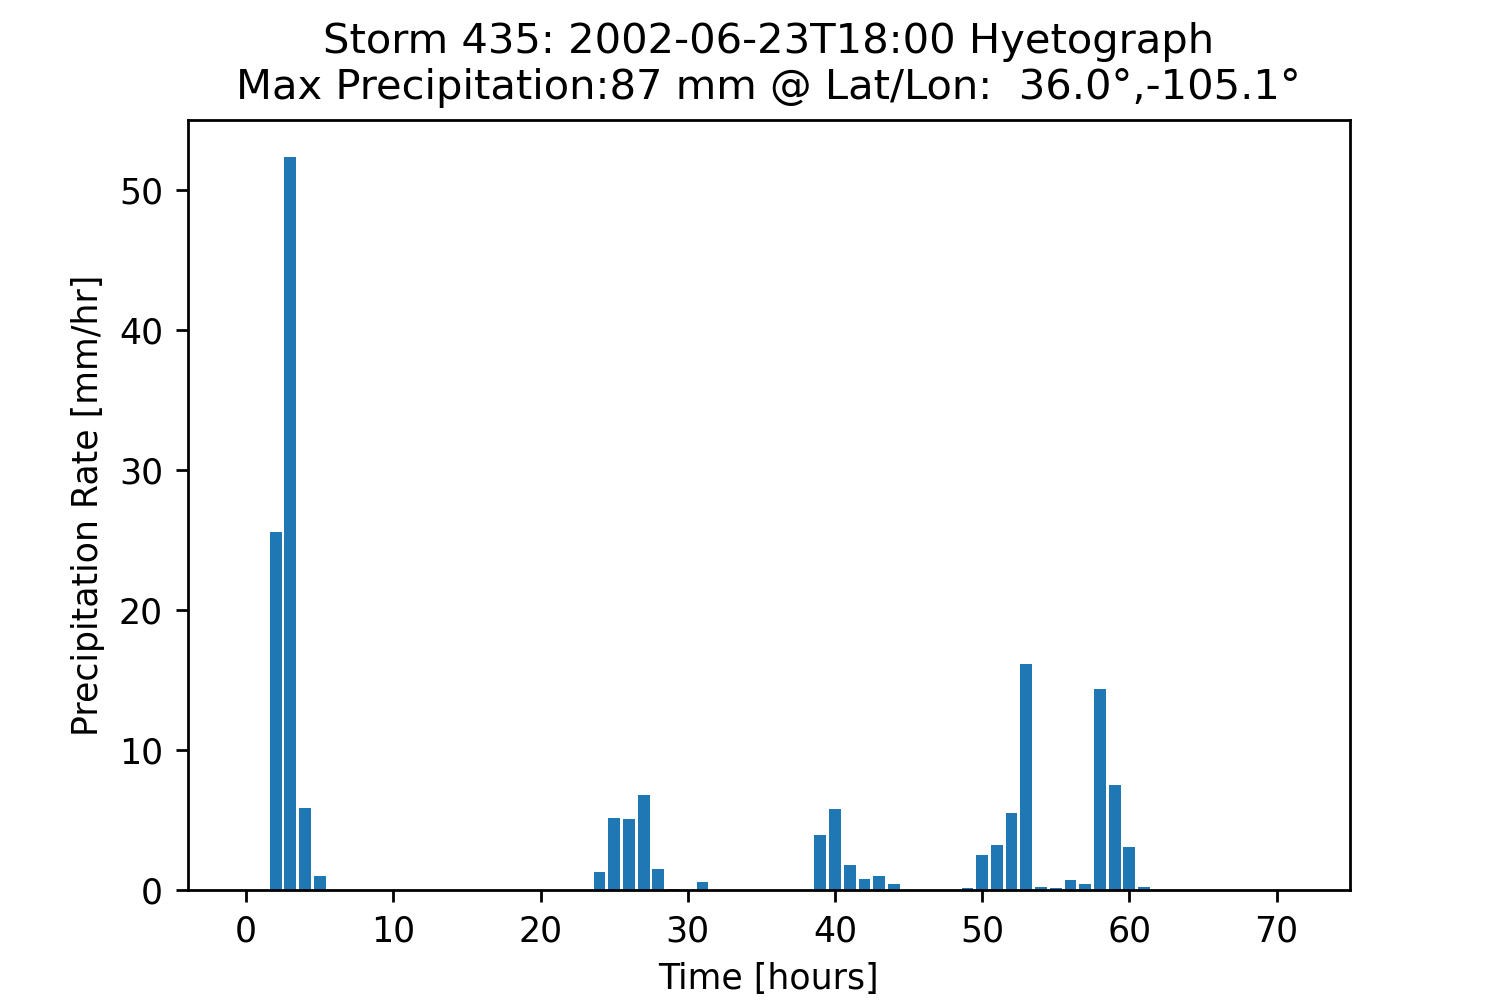 Storm 435: 2002-06-23T18:00 Hyetograph
Max Precipitation:87 mm @ Lat/Lon:  36.0°,-105.1°
Precipitation Rate [mm/hr]
50
40
30
20
10
0
0 10 20 30 40 50 60 70
Time [hours]